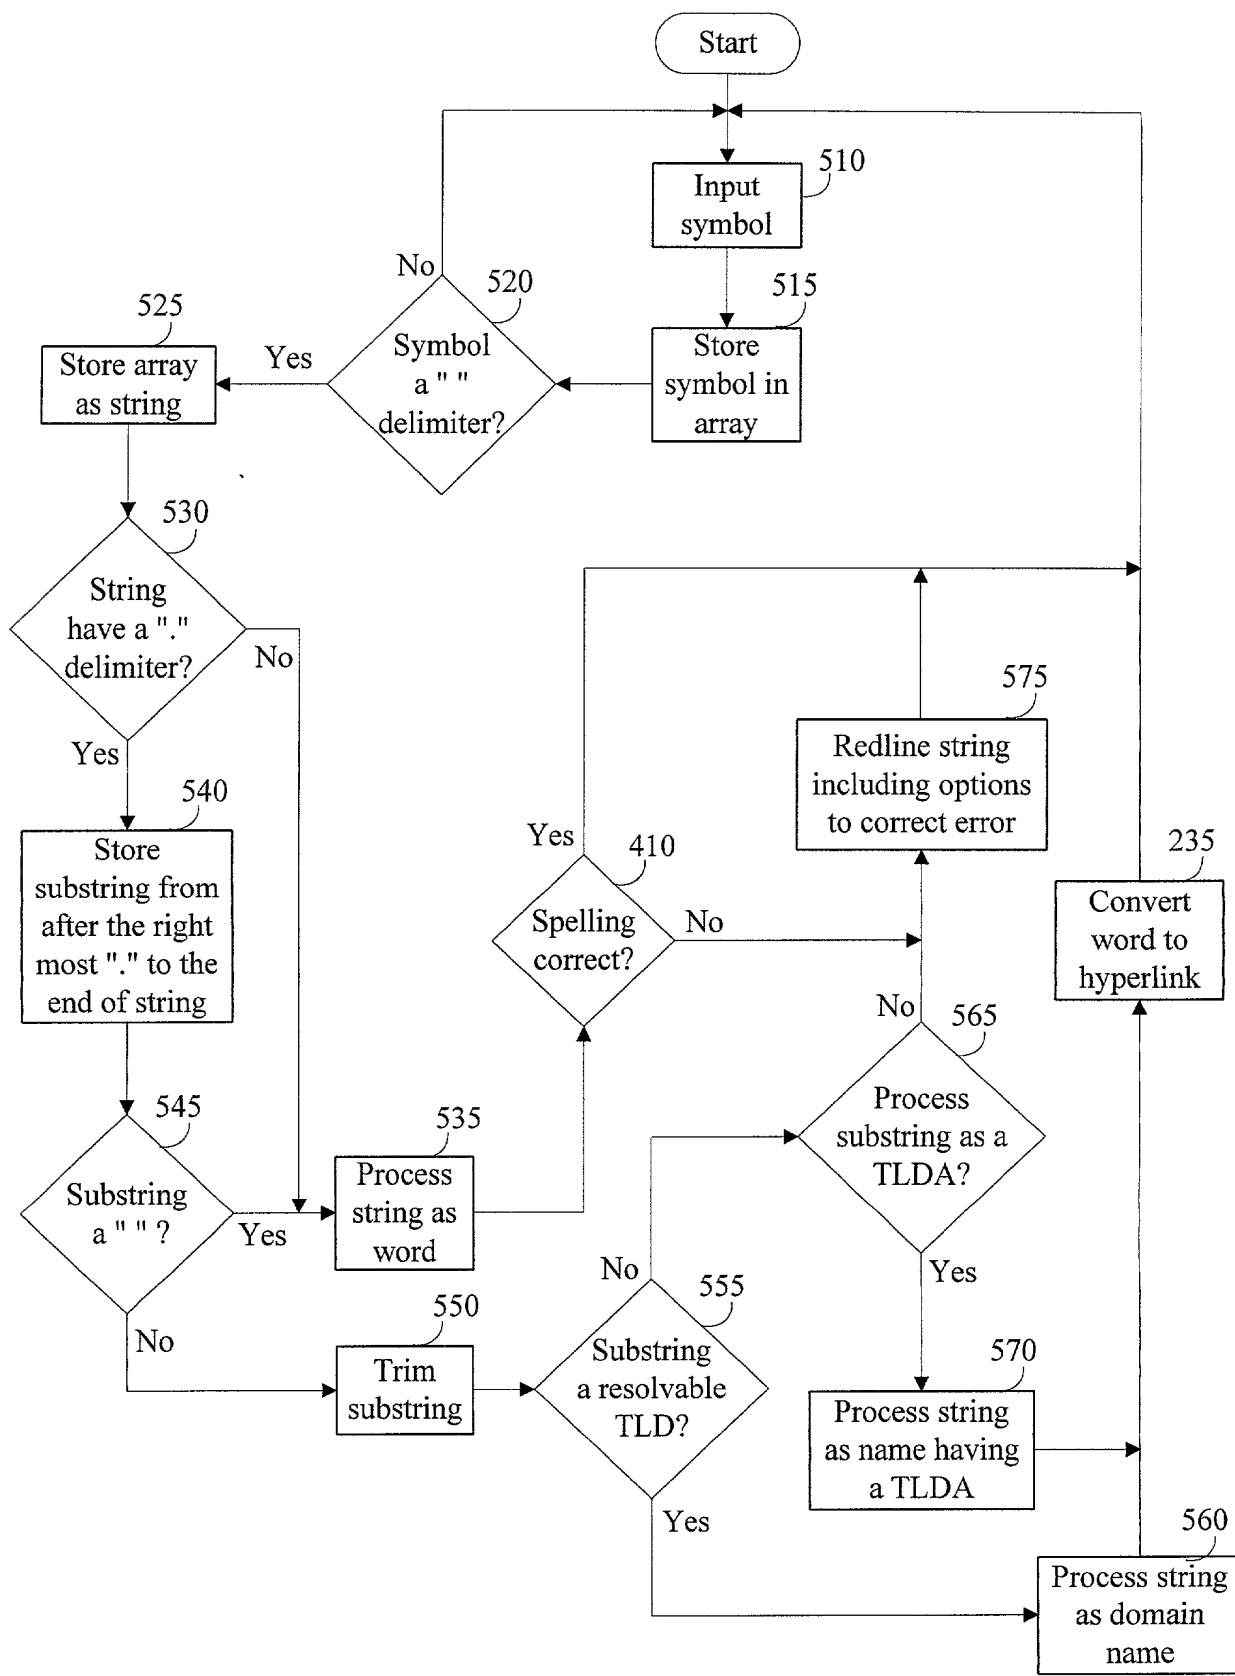 Start
510
Input
symbol
No
520
515
525
Store array
as string
Yes
Symbol
a " "
delimiter?
Store
symbol in
array
530
String
have a "."
delimiter?
No
Yes
575
Redline string
including options
to correct error
540
Store
substring from
after the right
most "." to the
end of string
Yes
410
Spelling
correct?
No
235
Convert
word to
hyperlink
No
565
Process
substring as a
TLDA?
545
Substring
a " " ?
Yes
535
Process
string as
word
No
Yes
No
550
Trim
substring
555
Substring
a resolvable
TLD?
570
Process string
as name having
a TLDA
Yes
560
Process string
as domain
name